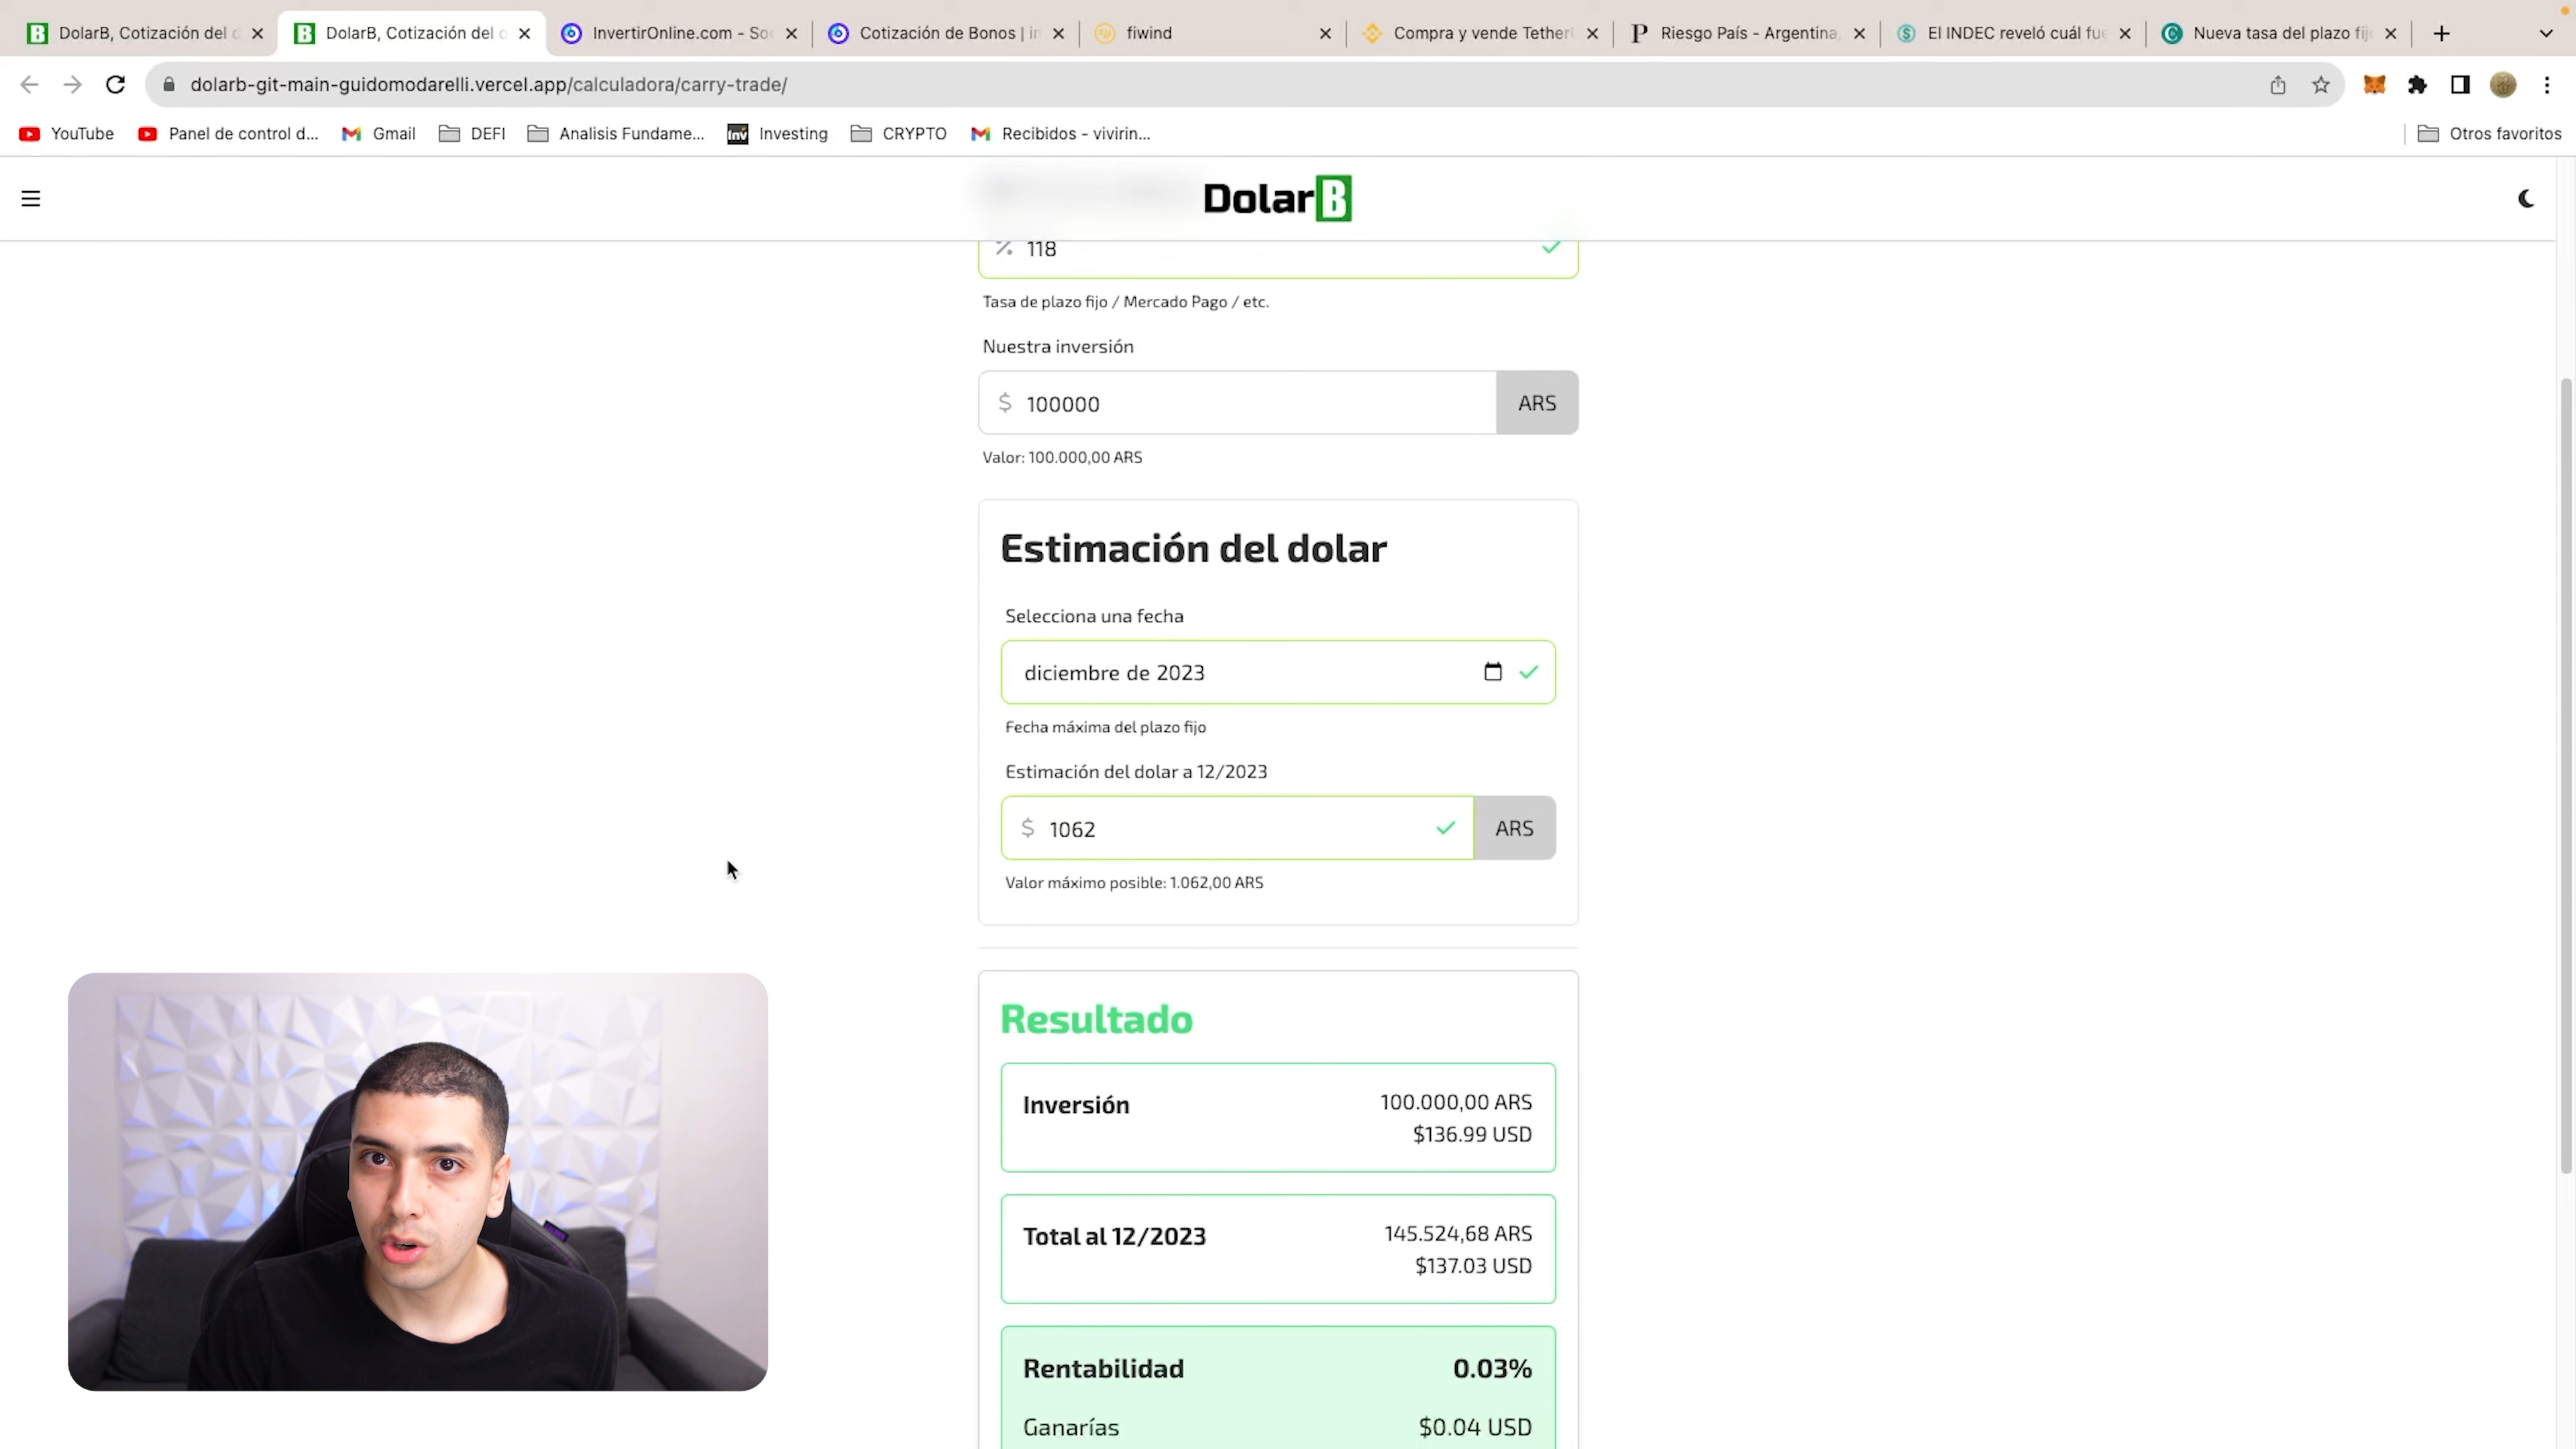 DolarB, Cotización del d
DolarB, Cotización del o
InvertirOnline.com - Soc
Cotización de Bonos | in
fiwind
Compra y vende Tether
Riesgo País - Argentina,
El INDEC reveló cuál fue
Nueva tasa del plazo fij
dolarb-git-main-guidomodarelli.vercel.app/calculadora/carry-trade/
YouTube
Panel de control d...
Gmail
DEFI
Analisis Fundame...
Inv
Investing
CRYPTO
Recibidos - vivirin...
Otros favoritos
DolarB
% 118
Tasa de plazo fijo / Mercado Pago / etc.
Nuestra inversión
$ 100000 ARS
Valor: 100.000,00 ARS
Estimación del dolar
Selecciona una fecha
diciembre de 2023
Fecha máxima del plazo fijo
Estimación del dolar a 12/2023
$ 1062 ARS
Valor máximo posible: 1.062,00 ARS
Resultado
Inversión 100.000,00 ARS
$136.99 USD
Total al 12/2023 145.524,68 ARS
$137.03 USD
Rentabilidad 0.03%
Ganarías $0.04 USD